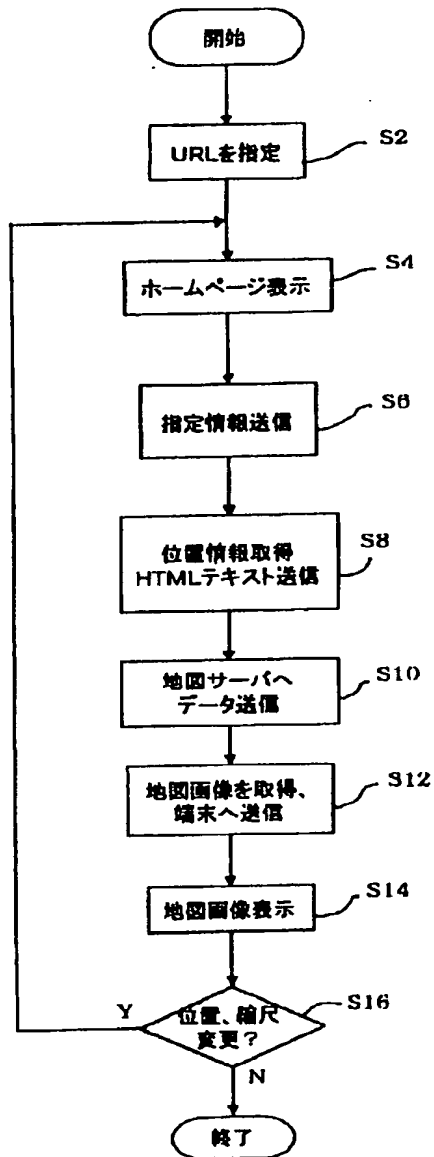 開始
URLを指定
S2
ホームページ表示
S4
指定情報送信
S6
位置情報取得
HTMLテキスト送信
S8
地図サーバへ
データ送信
S10
地図画像を取得、
端末へ送信
S12
地図画像表示
S14
位置、縮尺
変更？
S16
Y
N
終了